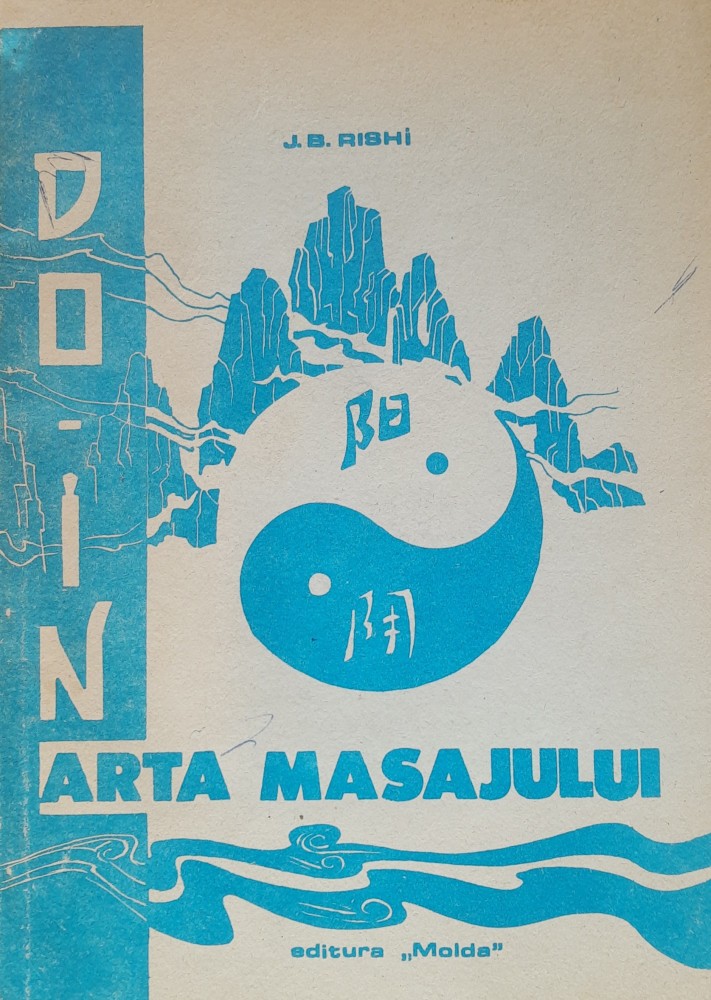 J. B. RISHi
DO-IN
阳
阴
ARTA MASAJULUI
editura „Molda”